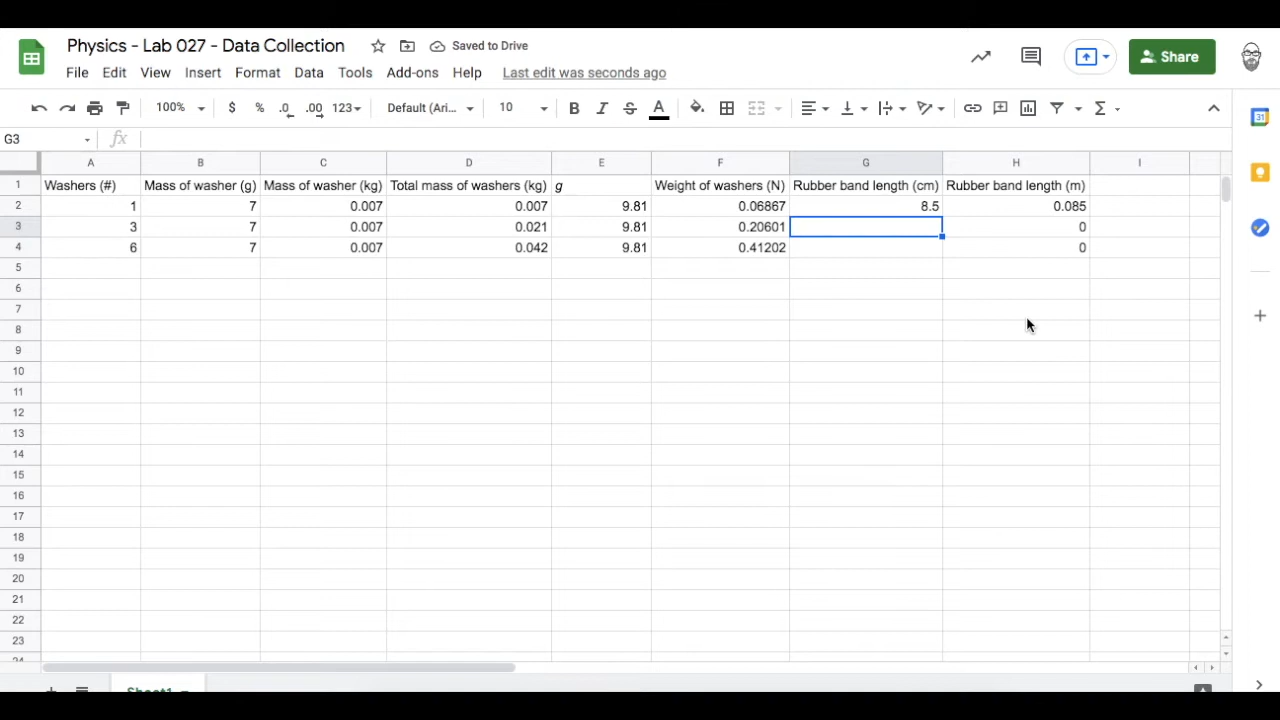 Physics - Lab 027 - Data Collection Saved to Drive
File Edit View Insert Format Data Tools Add-ons Help Last edit was seconds ago
Share
100% $ % .0 .00 123 Default (Ari... 10 B I S A Σ
31
G3 fx
A B C D E F G H I
1 Washers (#) Mass of washer (g) Mass of washer (kg) Total mass of washers (kg) g Weight of washers (N) Rubber band length (cm) Rubber band length (m)
2 1 7 0.007 0.007 9.81 0.06867 8.5 0.085
3 3 7 0.007 0.021 9.81 0.20601 0
4 6 7 0.007 0.042 9.81 0.41202 0
5
6
7
8
9
10
11
12
13
14
15
16
17
18
19
20
21
22
23
24
Sheet1